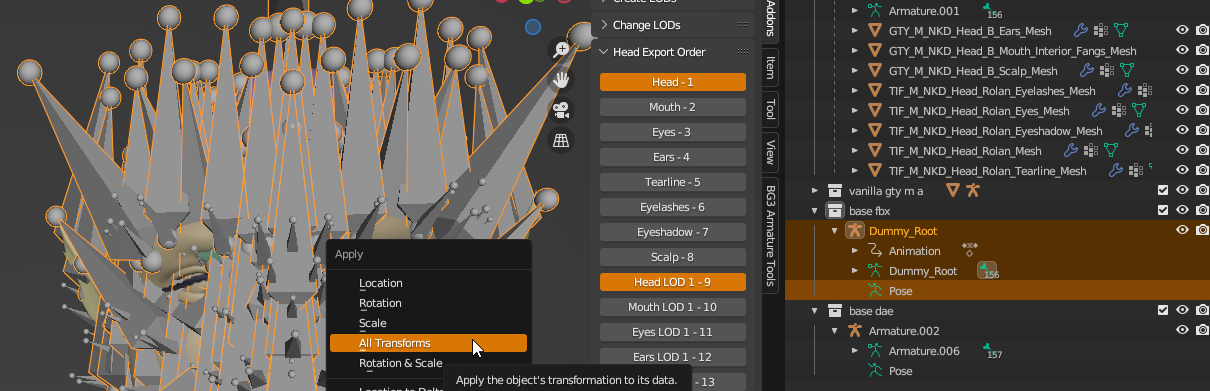 Create LODs
Change LODs
Head Export Order
Head - 1
Mouth - 2
Eyes - 3
Ears - 4
Tearline - 5
Eyelashes - 6
Eyeshadow - 7
Scalp - 8
Head LOD 1 - 9
Mouth LOD 1 - 10
Eyes LOD 1 - 11
Ears LOD 1 - 12
- 13
Apply
Location
Rotation
Scale
All Transforms
Rotation & Scale
Location to Delta
Apply the object's transformation to its data.
Addons
Item
Tool
View
BG3 Armature Tools
Armature.001
156
GTY_M_NKD_Head_B_Ears_Mesh
GTY_M_NKD_Head_B_Mouth_Interior_Fangs_Mesh
GTY_M_NKD_Head_B_Scalp_Mesh
TIF_M_NKD_Head_Rolan_Eyelashes_Mesh
TIF_M_NKD_Head_Rolan_Eyes_Mesh
TIF_M_NKD_Head_Rolan_Eyeshadow_Mesh
TIF_M_NKD_Head_Rolan_Mesh
TIF_M_NKD_Head_Rolan_Tearline_Mesh
vanilla gty m a
base fbx
Dummy_Root
Animation
Dummy_Root
156
Pose
base dae
Armature.002
Armature.006
157
Pose